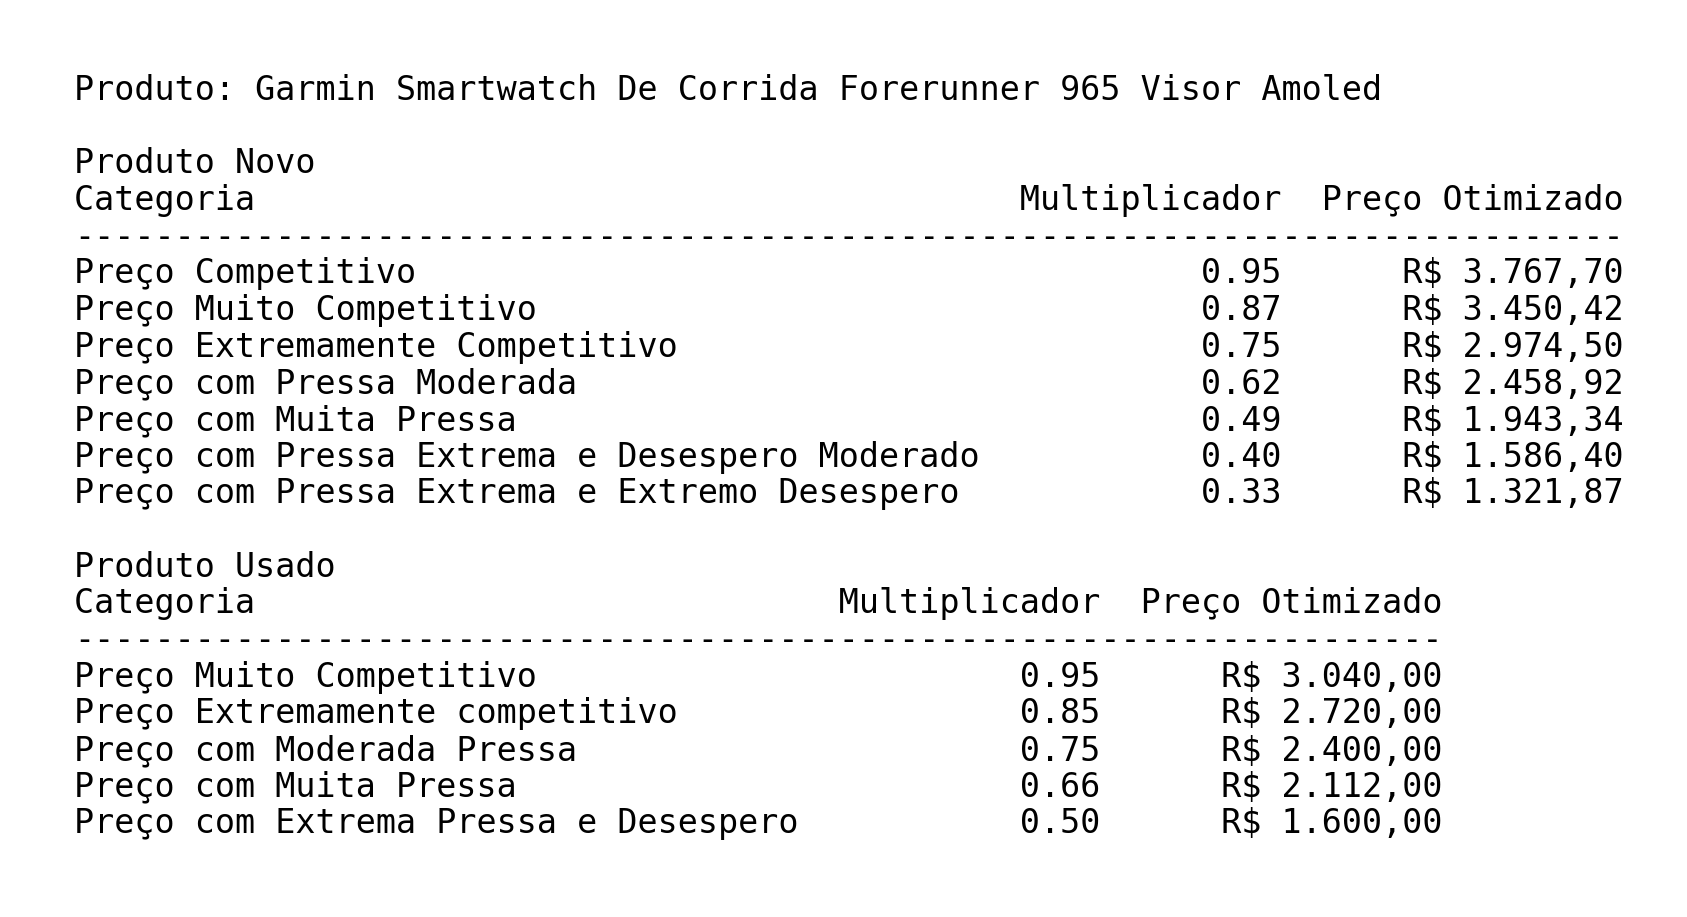 Produto: Garmin Smartwatch De Corrida Forerunner 965 Visor Amoled
Produto Novo
Categoria Multiplicador Preço Otimizado
-----------------------------------------------------------------------------
Preço Competitivo 0.95 R$ 3.767,70
Preço Muito Competitivo 0.87 R$ 3.450,42
Preço Extremamente Competitivo 0.75 R$ 2.974,50
Preço com Pressa Moderada 0.62 R$ 2.458,92
Preço com Muita Pressa 0.49 R$ 1.943,34
Preço com Pressa Extrema e Desespero Moderado 0.40 R$ 1.586,40
Preço com Pressa Extrema e Extremo Desespero 0.33 R$ 1.321,87
Produto Usado
Categoria Multiplicador Preço Otimizado
--------------------------------------------------------------------
Preço Muito Competitivo 0.95 R$ 3.040,00
Preço Extremamente competitivo 0.85 R$ 2.720,00
Preço com Moderada Pressa 0.75 R$ 2.400,00
Preço com Muita Pressa 0.66 R$ 2.112,00
Preço com Extrema Pressa e Desespero 0.50 R$ 1.600,00